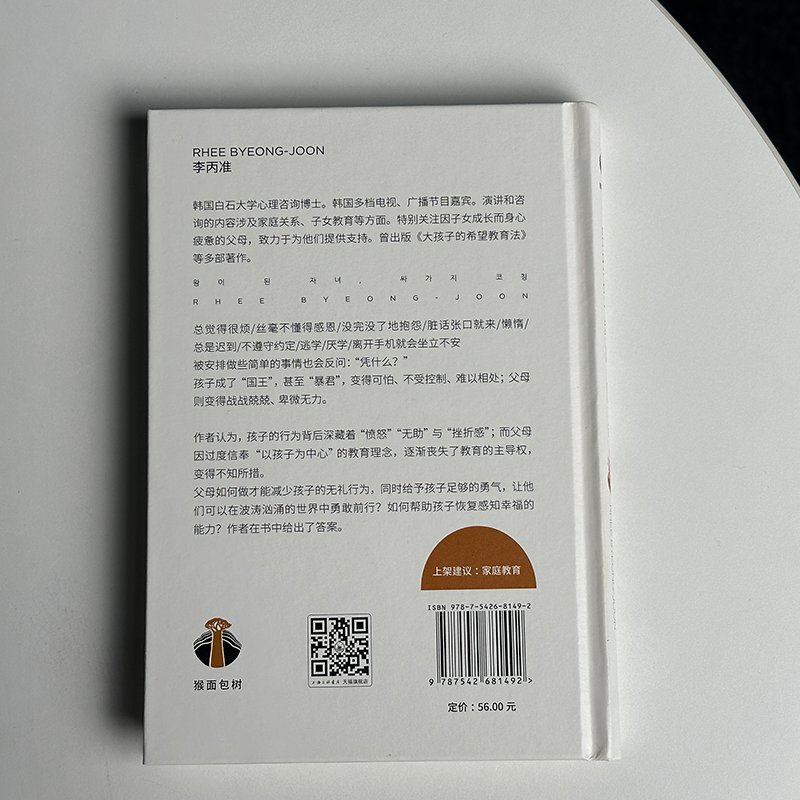 RHEE BYEONG-JOON
李丙准
韩国白石大学心理咨询博士。韩国多档电视、广播节目嘉宾。演讲和咨
询的内容涉及家庭关系、子女教育等方面。特别关注因子女成长而身心
疲惫的父母，致力于为他们提供支持。曾出版《大孩子的希望教育法》
等多部著作。
왕이 된 자녀, 싸가지 코칭
RHEE BYEONG-JOON
总觉得很烦/丝毫不懂得感恩/没完没了地抱怨/脏话张口就来/懒惰/
总是迟到/不遵守约定/逃学/厌学/离开手机就会坐立不安
被安排做些简单的事情也会反问：“凭什么？”
孩子成了“国王”，甚至“暴君”，变得可怕、不受控制、难以相处；父母
则变得战战兢兢、卑微无力。
作者认为，孩子的行为背后深藏着“愤怒”“无助”与“挫折感”；而父母
因过度信奉“以孩子为中心”的教育理念，逐渐丧失了教育的主导权，
变得不知所措。
父母如何做才能减少孩子的无礼行为，同时给予孩子足够的勇气，让他
们可以在波涛汹涌的世界中勇敢前行？如何帮助孩子恢复感知幸福的
能力？作者在书中给出了答案。
上架建议：家庭教育
ISBN 978-7-5426-8149-2
9 787542 681492 >
猴面包树
上海三联书店 天猫旗舰店
定价：56.00 元